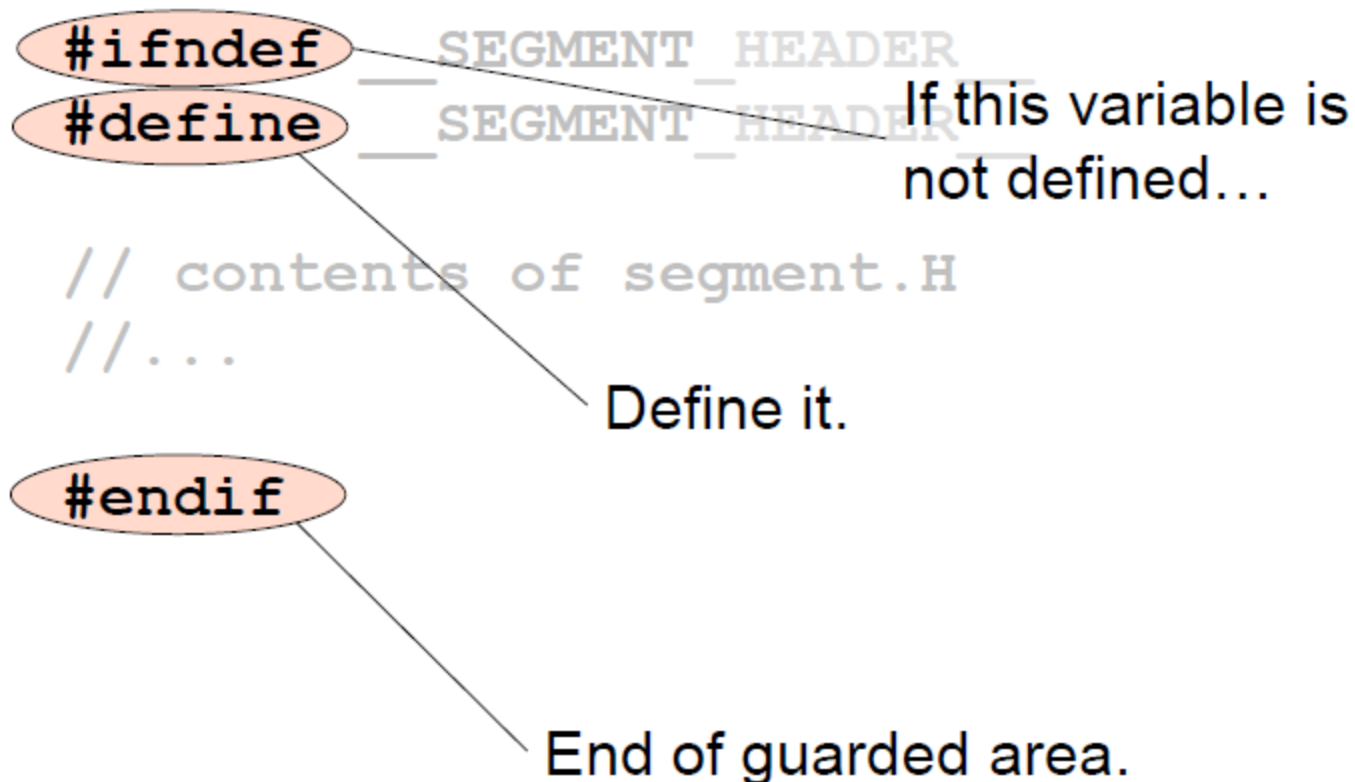 #ifndef __SEGMENT_HEADER__
#define __SEGMENT_HEADER__
If this variable is
not defined…
// contents of segment.H
//...
Define it.
#endif
End of guarded area.